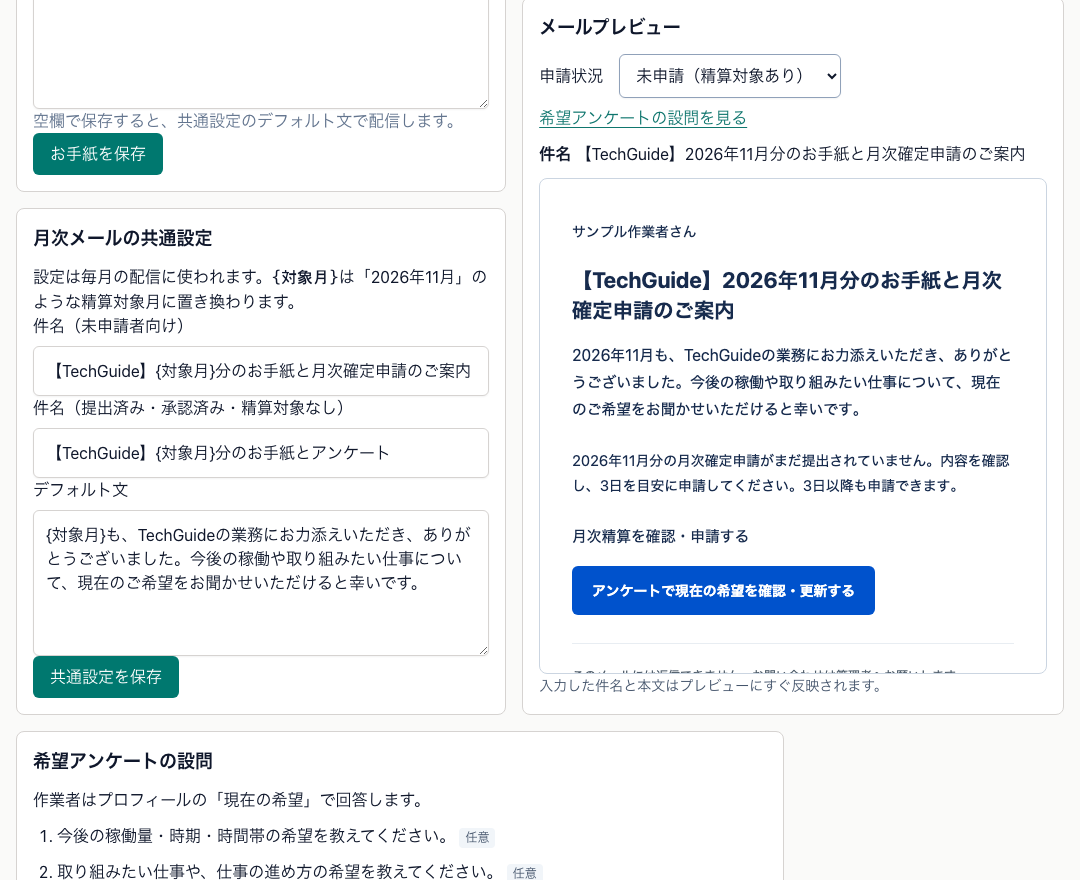 空欄で保存すると、共通設定のデフォルト文で配信します。
お手紙を保存
月次メールの共通設定
設定は毎月の配信に使われます。{対象月}は「2026年11月」の
ような精算対象月に置き換わります。
件名（未申請者向け）
【TechGuide】{対象月}分のお手紙と月次確定申請のご案内
件名（提出済み・承認済み・精算対象なし）
【TechGuide】{対象月}分のお手紙とアンケート
デフォルト文
{対象月}も、TechGuideの業務にお力添えいただき、ありが
とうございました。今後の稼働や取り組みたい仕事につい
て、現在のご希望をお聞かせいただけると幸いです。
共通設定を保存
メールプレビュー
申請状況
未申請（精算対象あり）
希望アンケートの設問を見る
件名 【TechGuide】2026年11月分のお手紙と月次確定申請のご案内
サンプル作業者さん
【TechGuide】2026年11月分のお手紙と月次
確定申請のご案内
2026年11月も、TechGuideの業務にお力添えいただき、ありがと
うございました。今後の稼働や取り組みたい仕事について、現在
のご希望をお聞かせいただけると幸いです。
2026年11月分の月次確定申請がまだ提出されていません。内容を確認
し、3日を目安に申請してください。3日以降も申請できます。
月次精算を確認・申請する
アンケートで現在の希望を確認・更新する
入力した件名と本文はプレビューにすぐ反映されます。
希望アンケートの設問
作業者はプロフィールの「現在の希望」で回答します。
1. 今後の稼働量・時期・時間帯の希望を教えてください。 任意
2. 取り組みたい仕事や、仕事の進め方の希望を教えてください。 任意